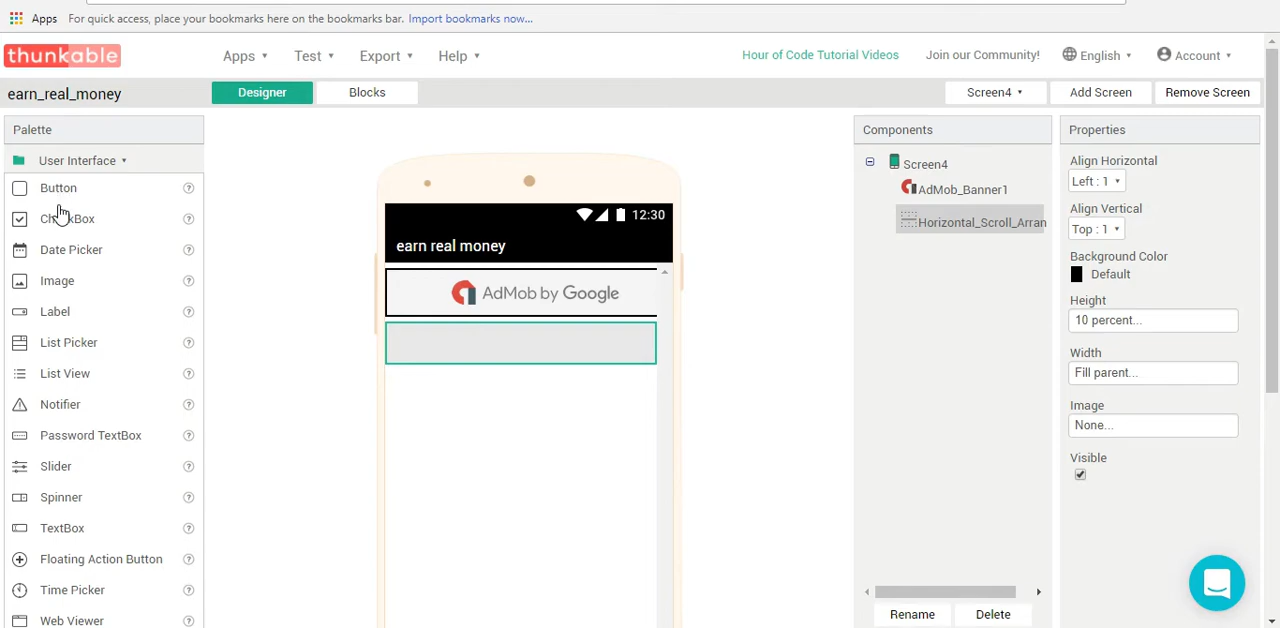 Apps For quick access, place your bookmarks here on the bookmarks bar. Import bookmarks now...
thunkable Apps Test Export Help Hour of Code Tutorial Videos Join our Community! English Account
earn_real_money Designer Blocks Screen4 Add Screen Remove Screen
Palette
User Interface
Button
CheckBox
Date Picker
Image
Label
List Picker
List View
Notifier
Password TextBox
Slider
Spinner
TextBox
Floating Action Button
Time Picker
Web Viewer
12:30
earn real money
AdMob by Google
Components
Screen4
AdMob_Banner1
Horizontal_Scroll_Arran
Rename Delete
Properties
Align Horizontal
Left : 1
Align Vertical
Top : 1
Background Color
Default
Height
10 percent...
Width
Fill parent...
Image
None...
Visible